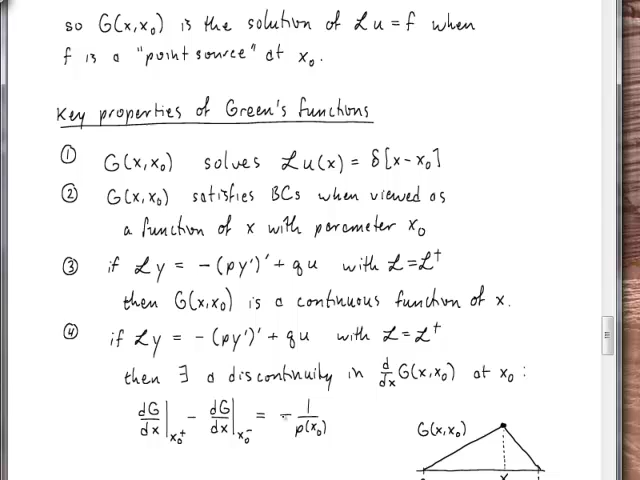 so G(x,x₀) is the solution of ℒu = f when
f is a "point source" at x₀.
Key properties of Green's functions
① G(x,x₀) solves ℒu(x) = δ[x-x₀]
② G(x,x₀) satisfies BCs when viewed as
a function of x with parameter x₀
③ if ℒy = -(py')' + qu with ℒ=ℒ†
then G(x,x₀) is a continuous function of x.
④ if ℒy = -(py')' + qu with ℒ=ℒ†
then ∃ a discontinuity in d/dx G(x,x₀) at x₀ :
dG/dx|x₀⁺ - dG/dx|x₀⁻ = - 1/p(x₀)
G(x,x₀)